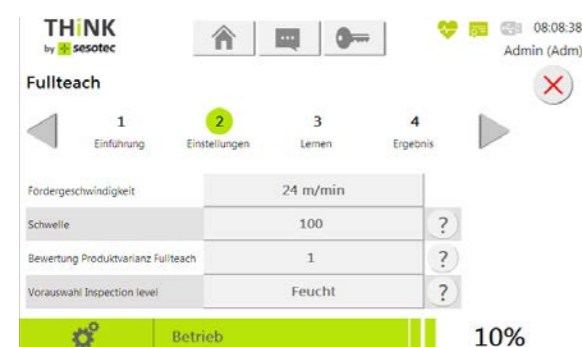 THiNK
by sesotec
08:08:38
Admin (Adm)
Fullteach
1 2 3 4
Einführung Einstellungen Lernen Ergebnis
Fördergeschwindigkeit 24 m/min
Schwelle 100 ?
Bewertung Produktvarianz Fullteach 1 ?
Vorauswahl Inspection level Feucht ?
Betrieb 10%